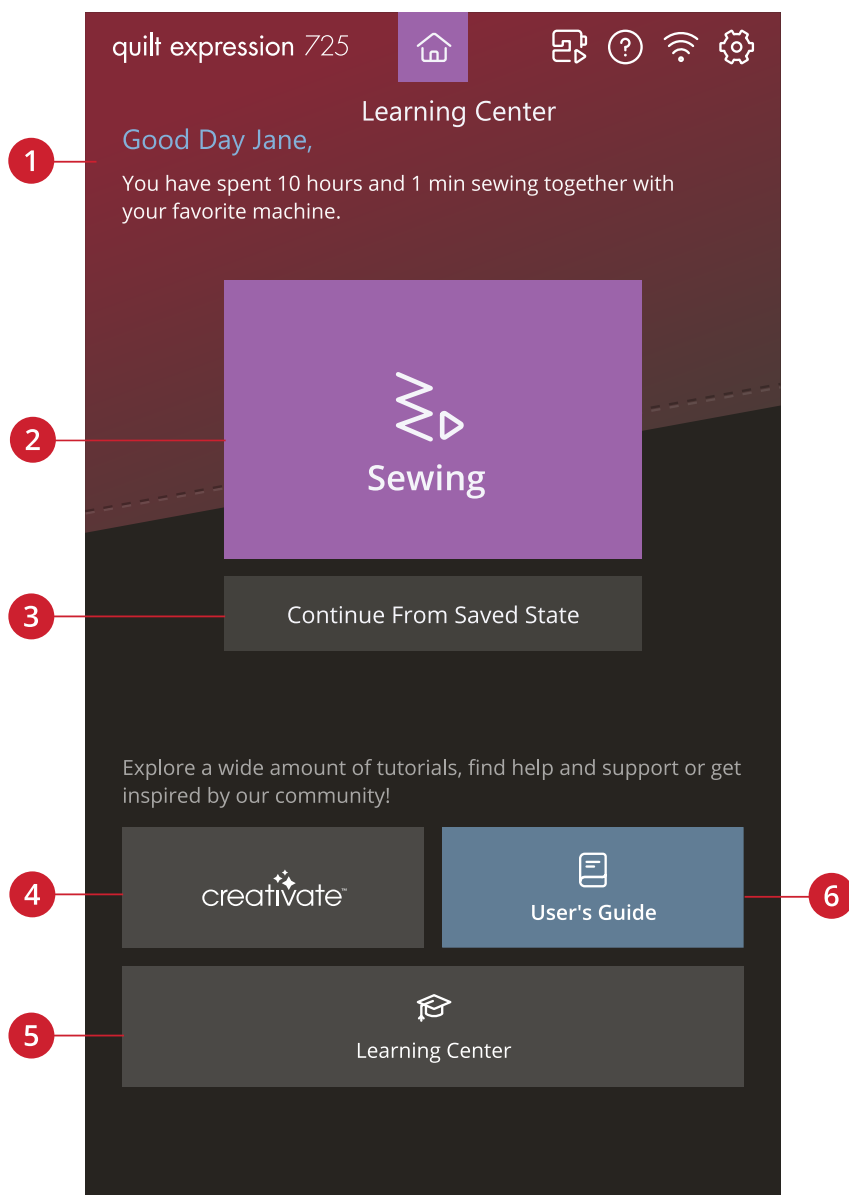 quilt expression 725
Learning Center
Good Day Jane,
1
You have spent 10 hours and 1 min sewing together with
your favorite machine.
2
Sewing
3
Continue From Saved State
Explore a wide amount of tutorials, find help and support or get
inspired by our community!
4
creativate™
User's Guide
6
5
Learning Center